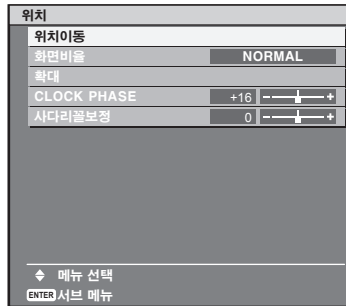 위치
위치이동
화면비율 NORMAL
확대
CLOCK PHASE +16 - +
사다리꼴보정 0 - +
메뉴 선택
ENTER 서브 메뉴